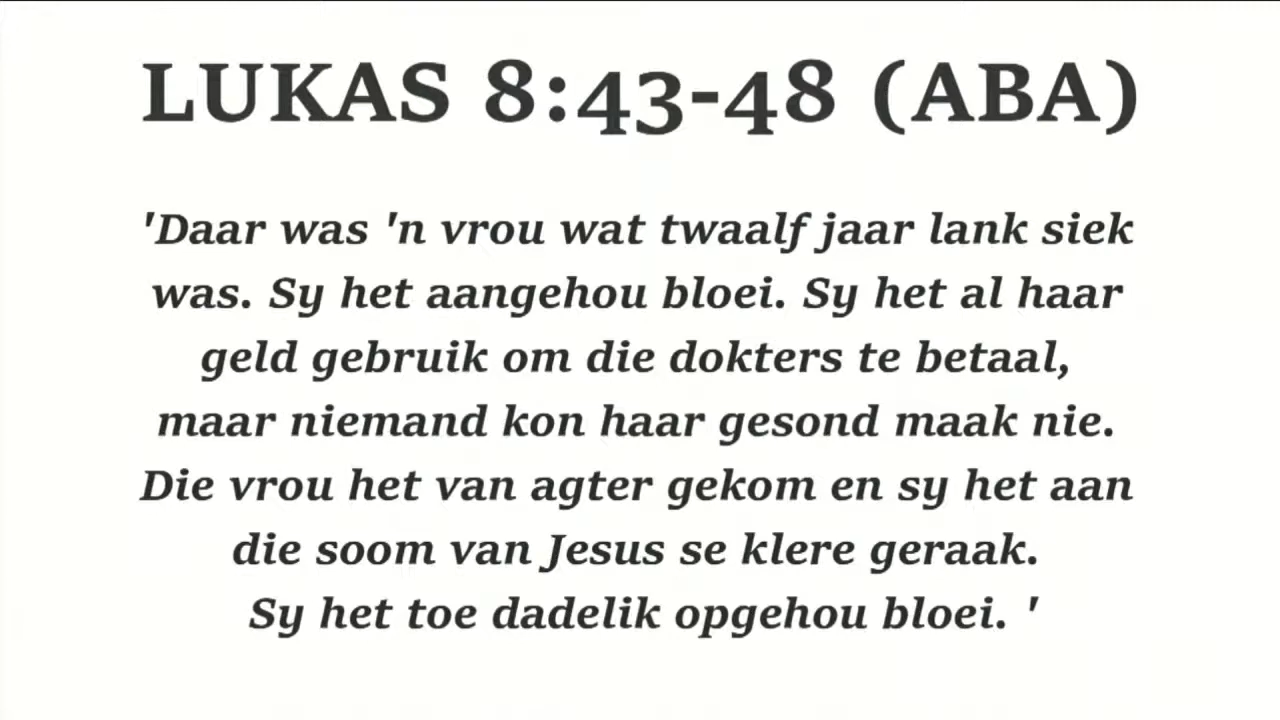 LUKAS 8:43-48 (ABA)
'Daar was 'n vrou wat twaalf jaar lank siek
was. Sy het aangehou bloei. Sy het al haar
geld gebruik om die dokters te betaal,
maar niemand kon haar gesond maak nie.
Die vrou het van agter gekom en sy het aan
die soom van Jesus se klere geraak.
Sy het toe dadelik opgehou bloei. '